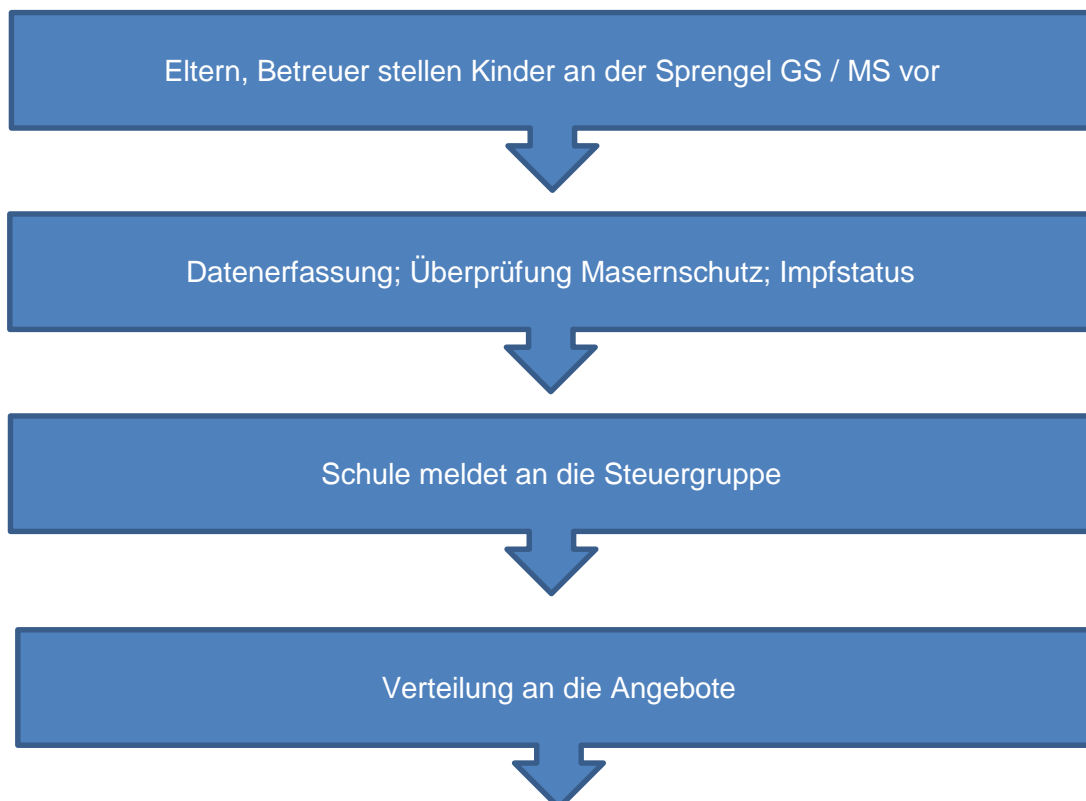 Eltern, Betreuer stellen Kinder an der Sprengel GS / MS vor
Datenerfassung; Überprüfung Masernschutz; Impfstatus
Schule meldet an die Steuergruppe
Verteilung an die Angebote